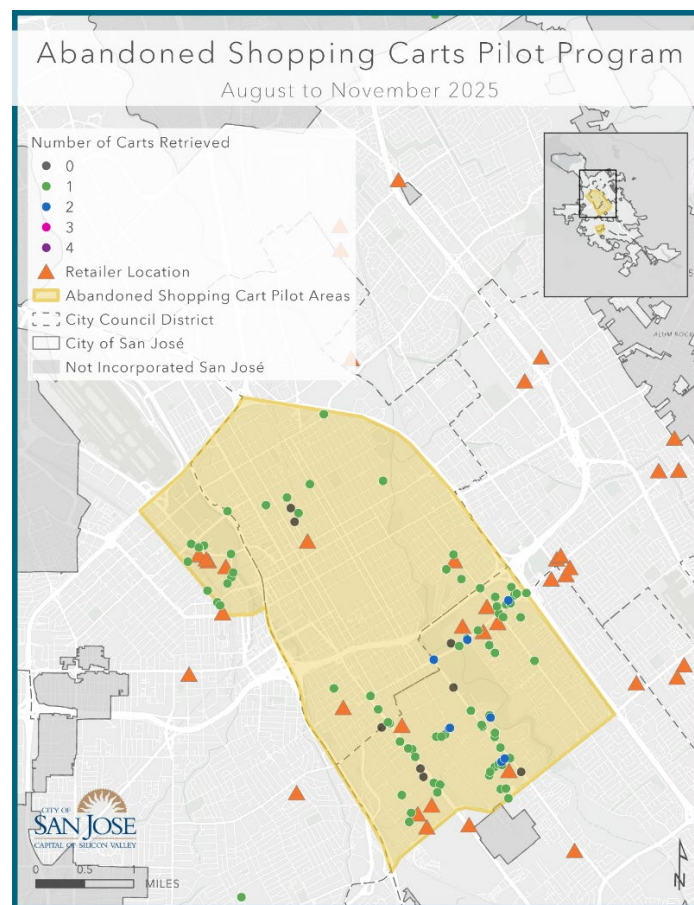 Abandoned Shopping Carts Pilot Program
August to November 2025
Number of Carts Retrieved
0
1
2
3
4
Retailer Location
Abandoned Shopping Cart Pilot Areas
City Council District
City of San José
Not Incorporated San José
ALUM ROCK
CITY OF
SAN JOSE
CAPITAL OF SILICON VALLEY
0 0.5 1
MILES
N